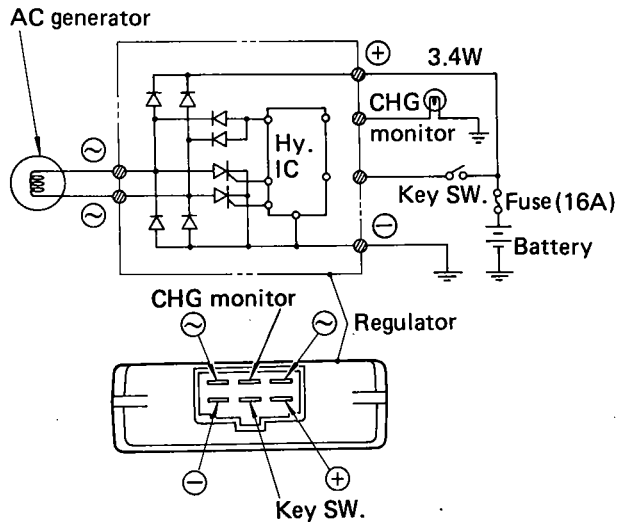 AC generator
⊕
3.4W
CHG
monitor
Hy.
IC
~
Key SW.
~
Fuse (16A)
⊖
Battery
CHG monitor
~
~
Regulator
⊖
⊕
Key SW.